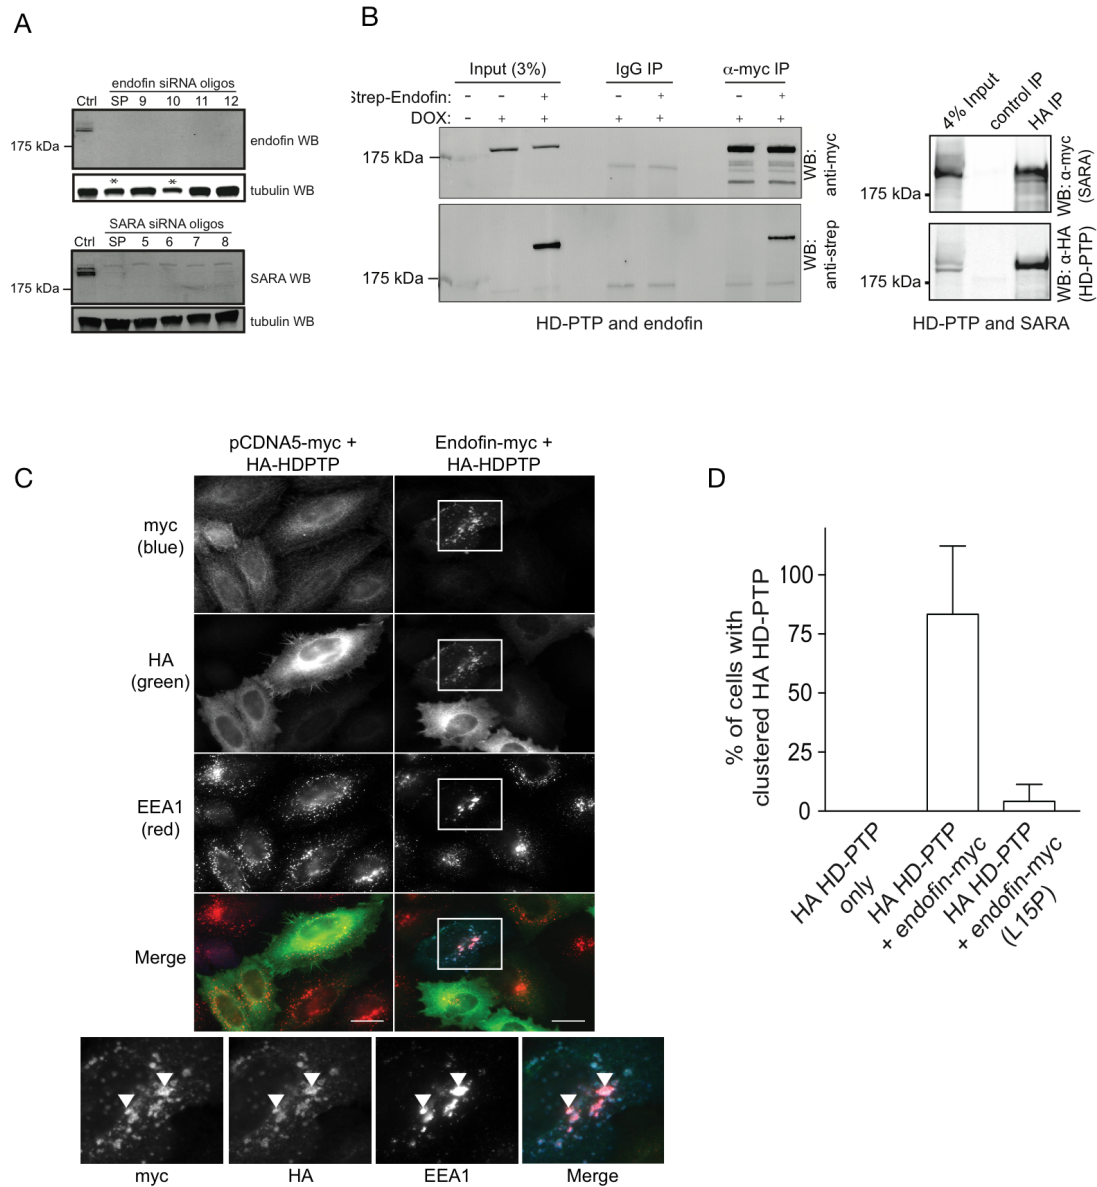 A
endofin siRNA oligos
Ctrl SP 9 10 11 12
175 kDa
endofin WB
* *
tubulin WB
SARA siRNA oligos
Ctrl SP 5 6 7 8
175 kDa
SARA WB
tubulin WB
B
Input (3%) IgG IP α-myc IP
Strep-Endofin: - - + - + - +
DOX: - + + + + + +
175 kDa
WB:
anti-myc
175 kDa
WB:
anti-strep
HD-PTP and endofin
4% Input
control IP
HA IP
175 kDa
WB: α-myc
(SARA)
175 kDa
WB: α-HA
(HD-PTP)
HD-PTP and SARA
C
pCDNA5-myc +
HA-HDPTP
Endofin-myc +
HA-HDPTP
myc
(blue)
HA
(green)
EEA1
(red)
Merge
myc HA EEA1 Merge
D
% of cells with
clustered HA HD-PTP
100
75
50
25
0
HA HD-PTP
only
HA HD-PTP
+ endofin-myc
HA HD-PTP
+ endofin-myc
(L15P)